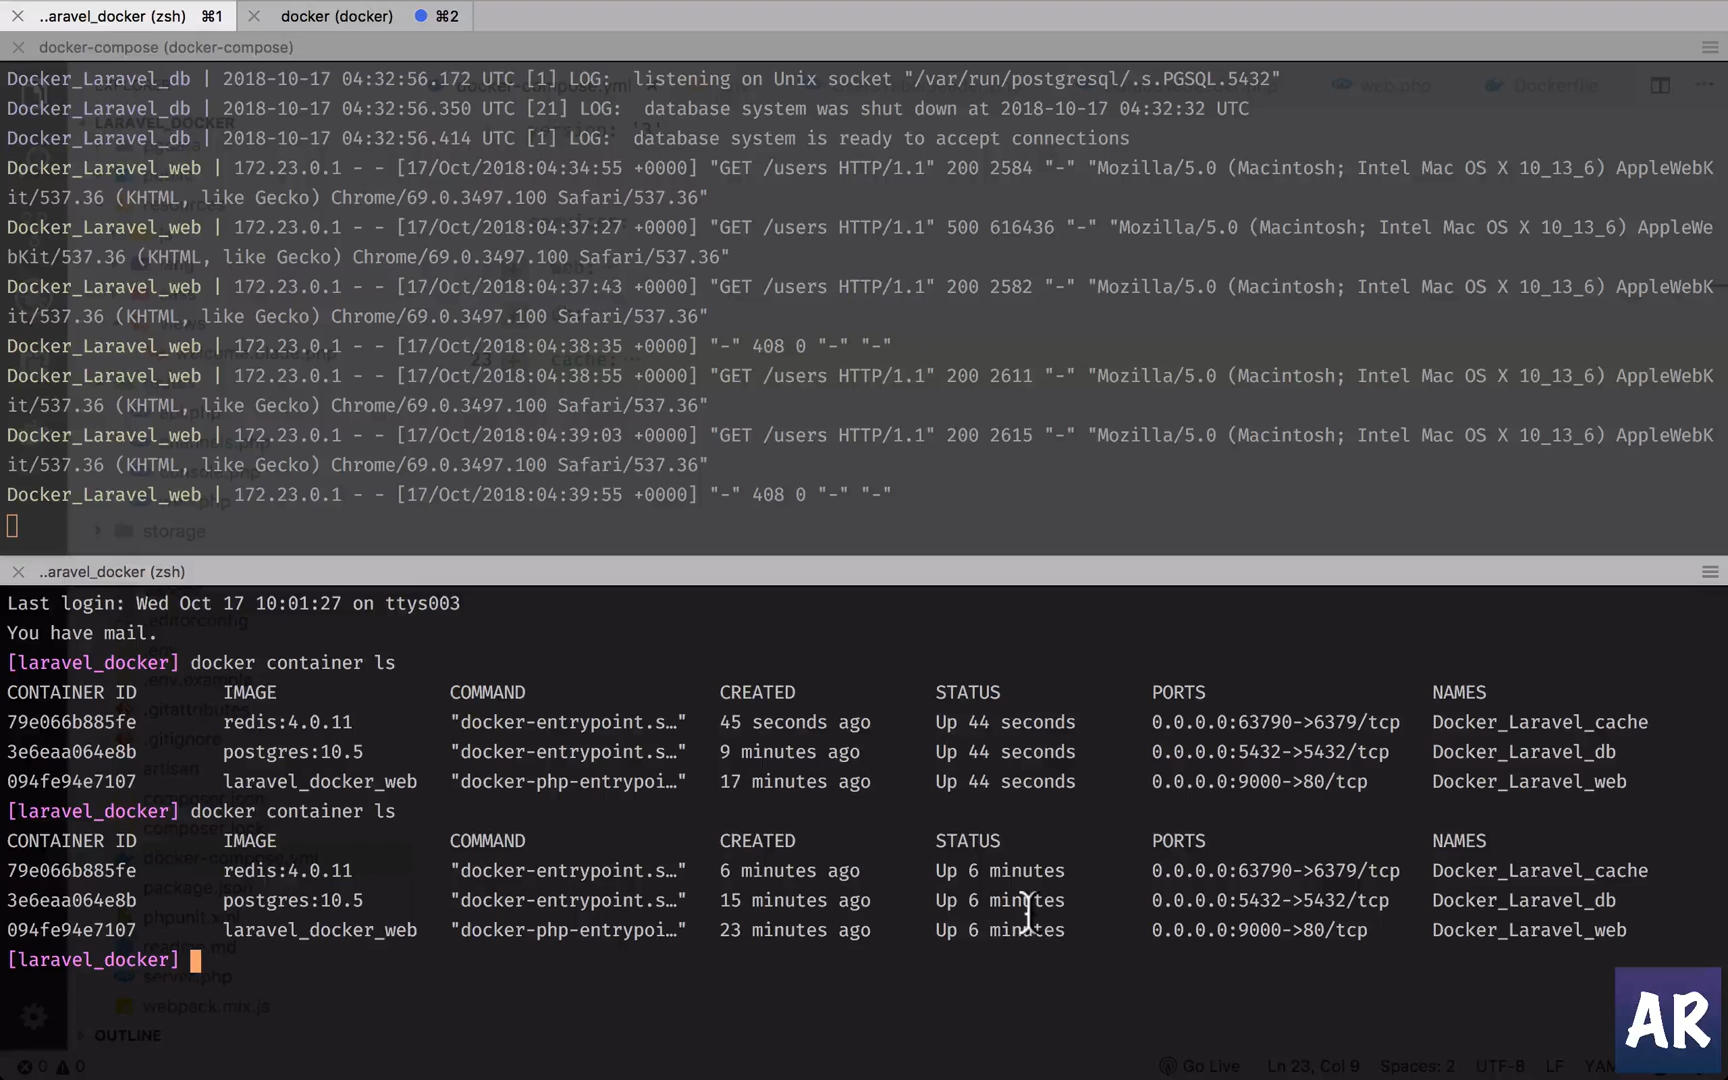 ..aravel_docker (zsh) ⌘1 docker (docker) ⌘2
docker-compose (docker-compose)
Docker_Laravel_db | 2018-10-17 04:32:56.172 UTC [1] LOG: listening on Unix socket "/var/run/postgresql/.s.PGSQL.5432"
Docker_Laravel_db | 2018-10-17 04:32:56.350 UTC [21] LOG: database system was shut down at 2018-10-17 04:32:32 UTC
Docker_Laravel_db | 2018-10-17 04:32:56.414 UTC [1] LOG: database system is ready to accept connections
Docker_Laravel_web | 172.23.0.1 - - [17/Oct/2018:04:34:55 +0000] "GET /users HTTP/1.1" 200 2584 "-" "Mozilla/5.0 (Macintosh; Intel Mac OS X 10_13_6) AppleWebK
it/537.36 (KHTML, like Gecko) Chrome/69.0.3497.100 Safari/537.36"
Docker_Laravel_web | 172.23.0.1 - - [17/Oct/2018:04:37:27 +0000] "GET /users HTTP/1.1" 500 616436 "-" "Mozilla/5.0 (Macintosh; Intel Mac OS X 10_13_6) AppleWe
bKit/537.36 (KHTML, like Gecko) Chrome/69.0.3497.100 Safari/537.36"
Docker_Laravel_web | 172.23.0.1 - - [17/Oct/2018:04:37:43 +0000] "GET /users HTTP/1.1" 200 2582 "-" "Mozilla/5.0 (Macintosh; Intel Mac OS X 10_13_6) AppleWebK
it/537.36 (KHTML, like Gecko) Chrome/69.0.3497.100 Safari/537.36"
Docker_Laravel_web | 172.23.0.1 - - [17/Oct/2018:04:38:35 +0000] "-" 408 0 "-" "-"
Docker_Laravel_web | 172.23.0.1 - - [17/Oct/2018:04:38:55 +0000] "GET /users HTTP/1.1" 200 2611 "-" "Mozilla/5.0 (Macintosh; Intel Mac OS X 10_13_6) AppleWebK
it/537.36 (KHTML, like Gecko) Chrome/69.0.3497.100 Safari/537.36"
Docker_Laravel_web | 172.23.0.1 - - [17/Oct/2018:04:39:03 +0000] "GET /users HTTP/1.1" 200 2615 "-" "Mozilla/5.0 (Macintosh; Intel Mac OS X 10_13_6) AppleWebK
it/537.36 (KHTML, like Gecko) Chrome/69.0.3497.100 Safari/537.36"
Docker_Laravel_web | 172.23.0.1 - - [17/Oct/2018:04:39:55 +0000] "-" 408 0 "-" "-"
storage
..aravel_docker (zsh)
Last login: Wed Oct 17 10:01:27 on ttys003
You have mail.
[laravel_docker] docker container ls
CONTAINER ID IMAGE COMMAND CREATED STATUS PORTS NAMES
79e066b885fe redis:4.0.11 "docker-entrypoint.s…" 45 seconds ago Up 44 seconds 0.0.0.0:63790->6379/tcp Docker_Laravel_cache
3e6eaa064e8b postgres:10.5 "docker-entrypoint.s…" 9 minutes ago Up 44 seconds 0.0.0.0:5432->5432/tcp Docker_Laravel_db
094fe94e7107 laravel_docker_web "docker-php-entrypoi…" 17 minutes ago Up 44 seconds 0.0.0.0:9000->80/tcp Docker_Laravel_web
[laravel_docker] docker container ls
CONTAINER ID IMAGE COMMAND CREATED STATUS PORTS NAMES
79e066b885fe redis:4.0.11 "docker-entrypoint.s…" 6 minutes ago Up 6 minutes 0.0.0.0:63790->6379/tcp Docker_Laravel_cache
3e6eaa064e8b postgres:10.5 "docker-entrypoint.s…" 15 minutes ago Up 6 minutes 0.0.0.0:5432->5432/tcp Docker_Laravel_db
094fe94e7107 laravel_docker_web "docker-php-entrypoi…" 23 minutes ago Up 6 minutes 0.0.0.0:9000->80/tcp Docker_Laravel_web
[laravel_docker]
server.php
webpack.mix.js
OUTLINE
AR
0 0 Go Live Ln 23, Col 9 Spaces: 2 UTF-8 LF